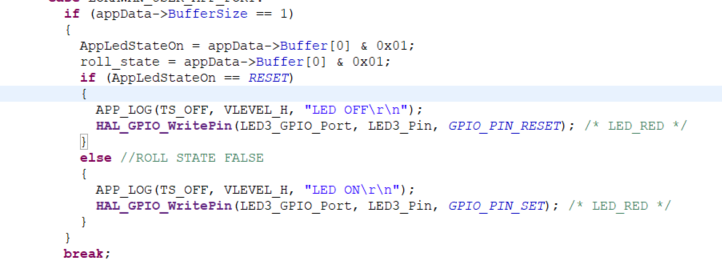 if (appData->BufferSize == 1)
{
AppLedStateOn = appData->Buffer[0] & 0x01;
roll_state = appData->Buffer[0] & 0x01;
if (AppLedStateOn == RESET)
{
APP_LOG(TS_OFF, VLEVEL_H, "LED OFF\r\n");
HAL_GPIO_WritePin(LED3_GPIO_Port, LED3_Pin, GPIO_PIN_RESET); /* LED_RED */
}
else //ROLL STATE FALSE
{
APP_LOG(TS_OFF, VLEVEL_H, "LED ON\r\n");
HAL_GPIO_WritePin(LED3_GPIO_Port, LED3_Pin, GPIO_PIN_SET); /* LED_RED */
}
}
break;